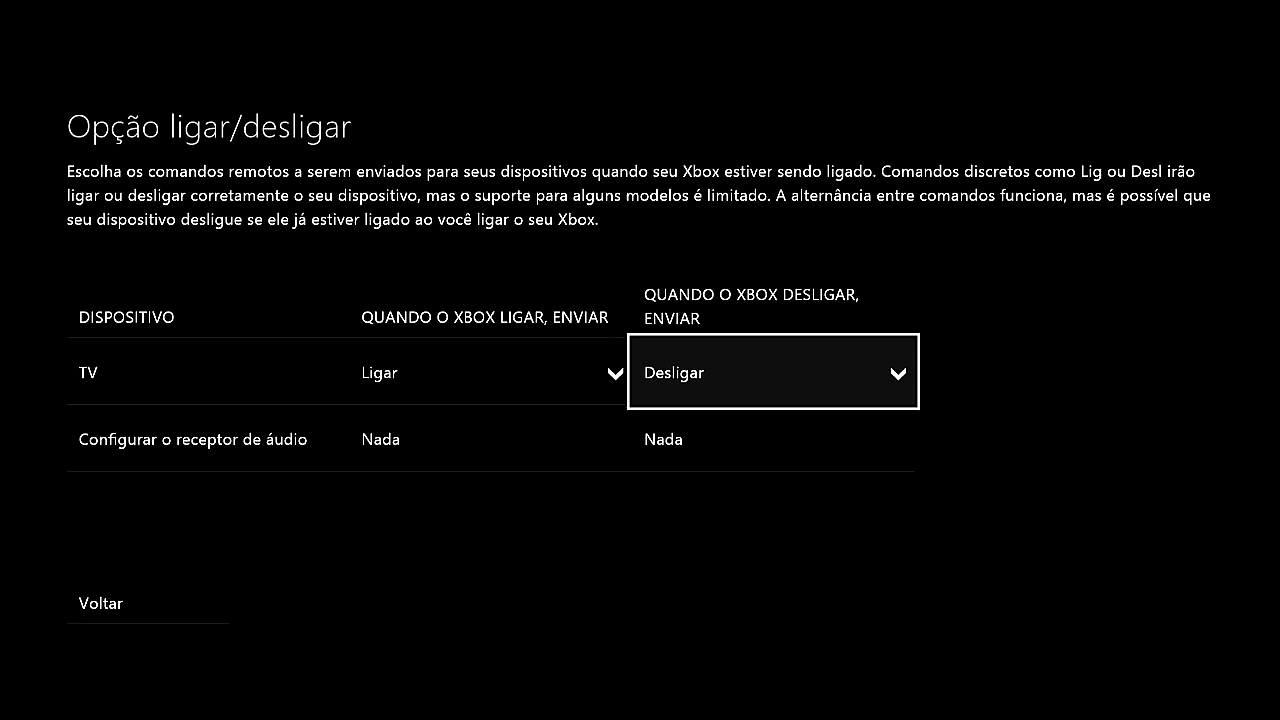 Opção ligar/desligar
Escolha os comandos remotos a serem enviados para seus dispositivos quando seu Xbox estiver sendo ligado. Comandos discretos como Lig ou Desl irão
ligar ou desligar corretamente o seu dispositivo, mas o suporte para alguns modelos é limitado. A alternância entre comandos funciona, mas é possível que
seu dispositivo desligue se ele já estiver ligado ao você ligar o seu Xbox.
DISPOSITIVO
QUANDO O XBOX LIGAR, ENVIAR
QUANDO O XBOX DESLIGAR,
ENVIAR
TV
Ligar
Desligar
Configurar o receptor de áudio
Nada
Nada
Voltar